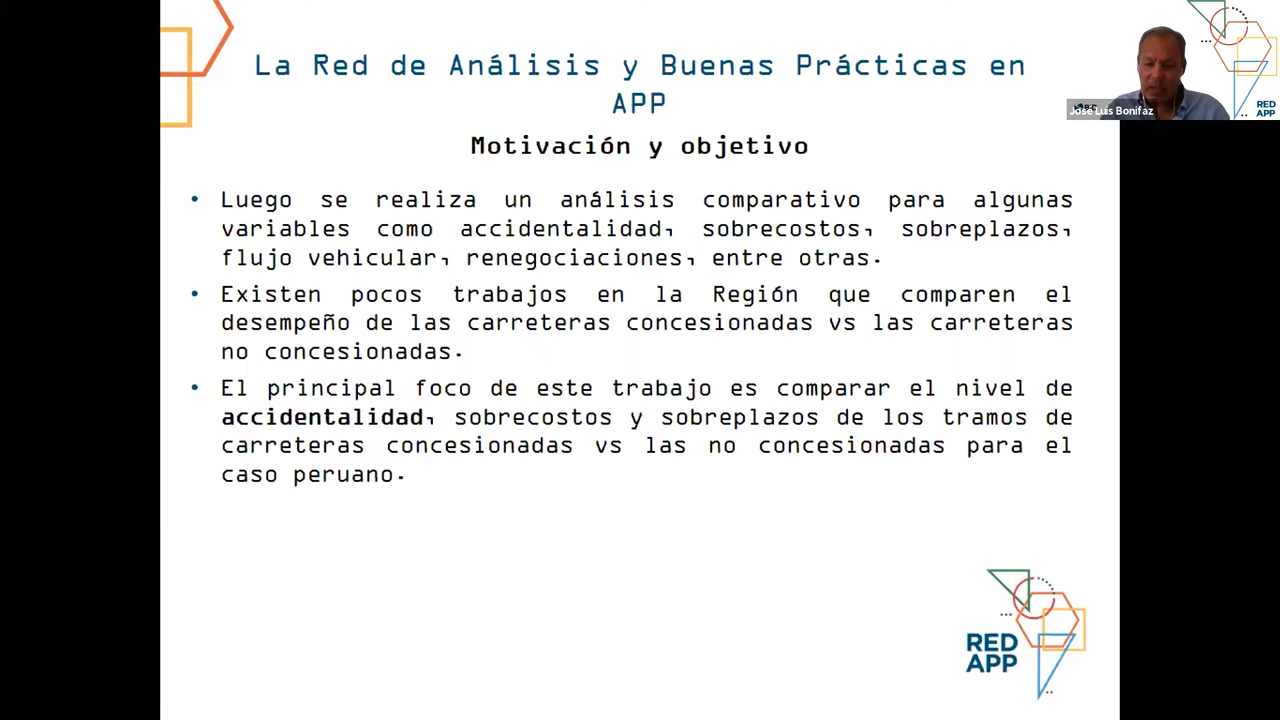 La Red de Análisis y Buenas Prácticas en
APP
Motivación y objetivo
• Luego se realiza un análisis comparativo para algunas
variables como accidentalidad, sobrecostos, sobreplazos,
flujo vehicular, renegociaciones, entre otras.
• Existen pocos trabajos en la Región que comparen el
desempeño de las carreteras concesionadas vs las carreteras
no concesionadas.
• El principal foco de este trabajo es comparar el nivel de
accidentalidad, sobrecostos y sobreplazos de los tramos de
carreteras concesionadas vs las no concesionadas para el
caso peruano.
RED
APP
José Luis Bonifaz
RED
APP